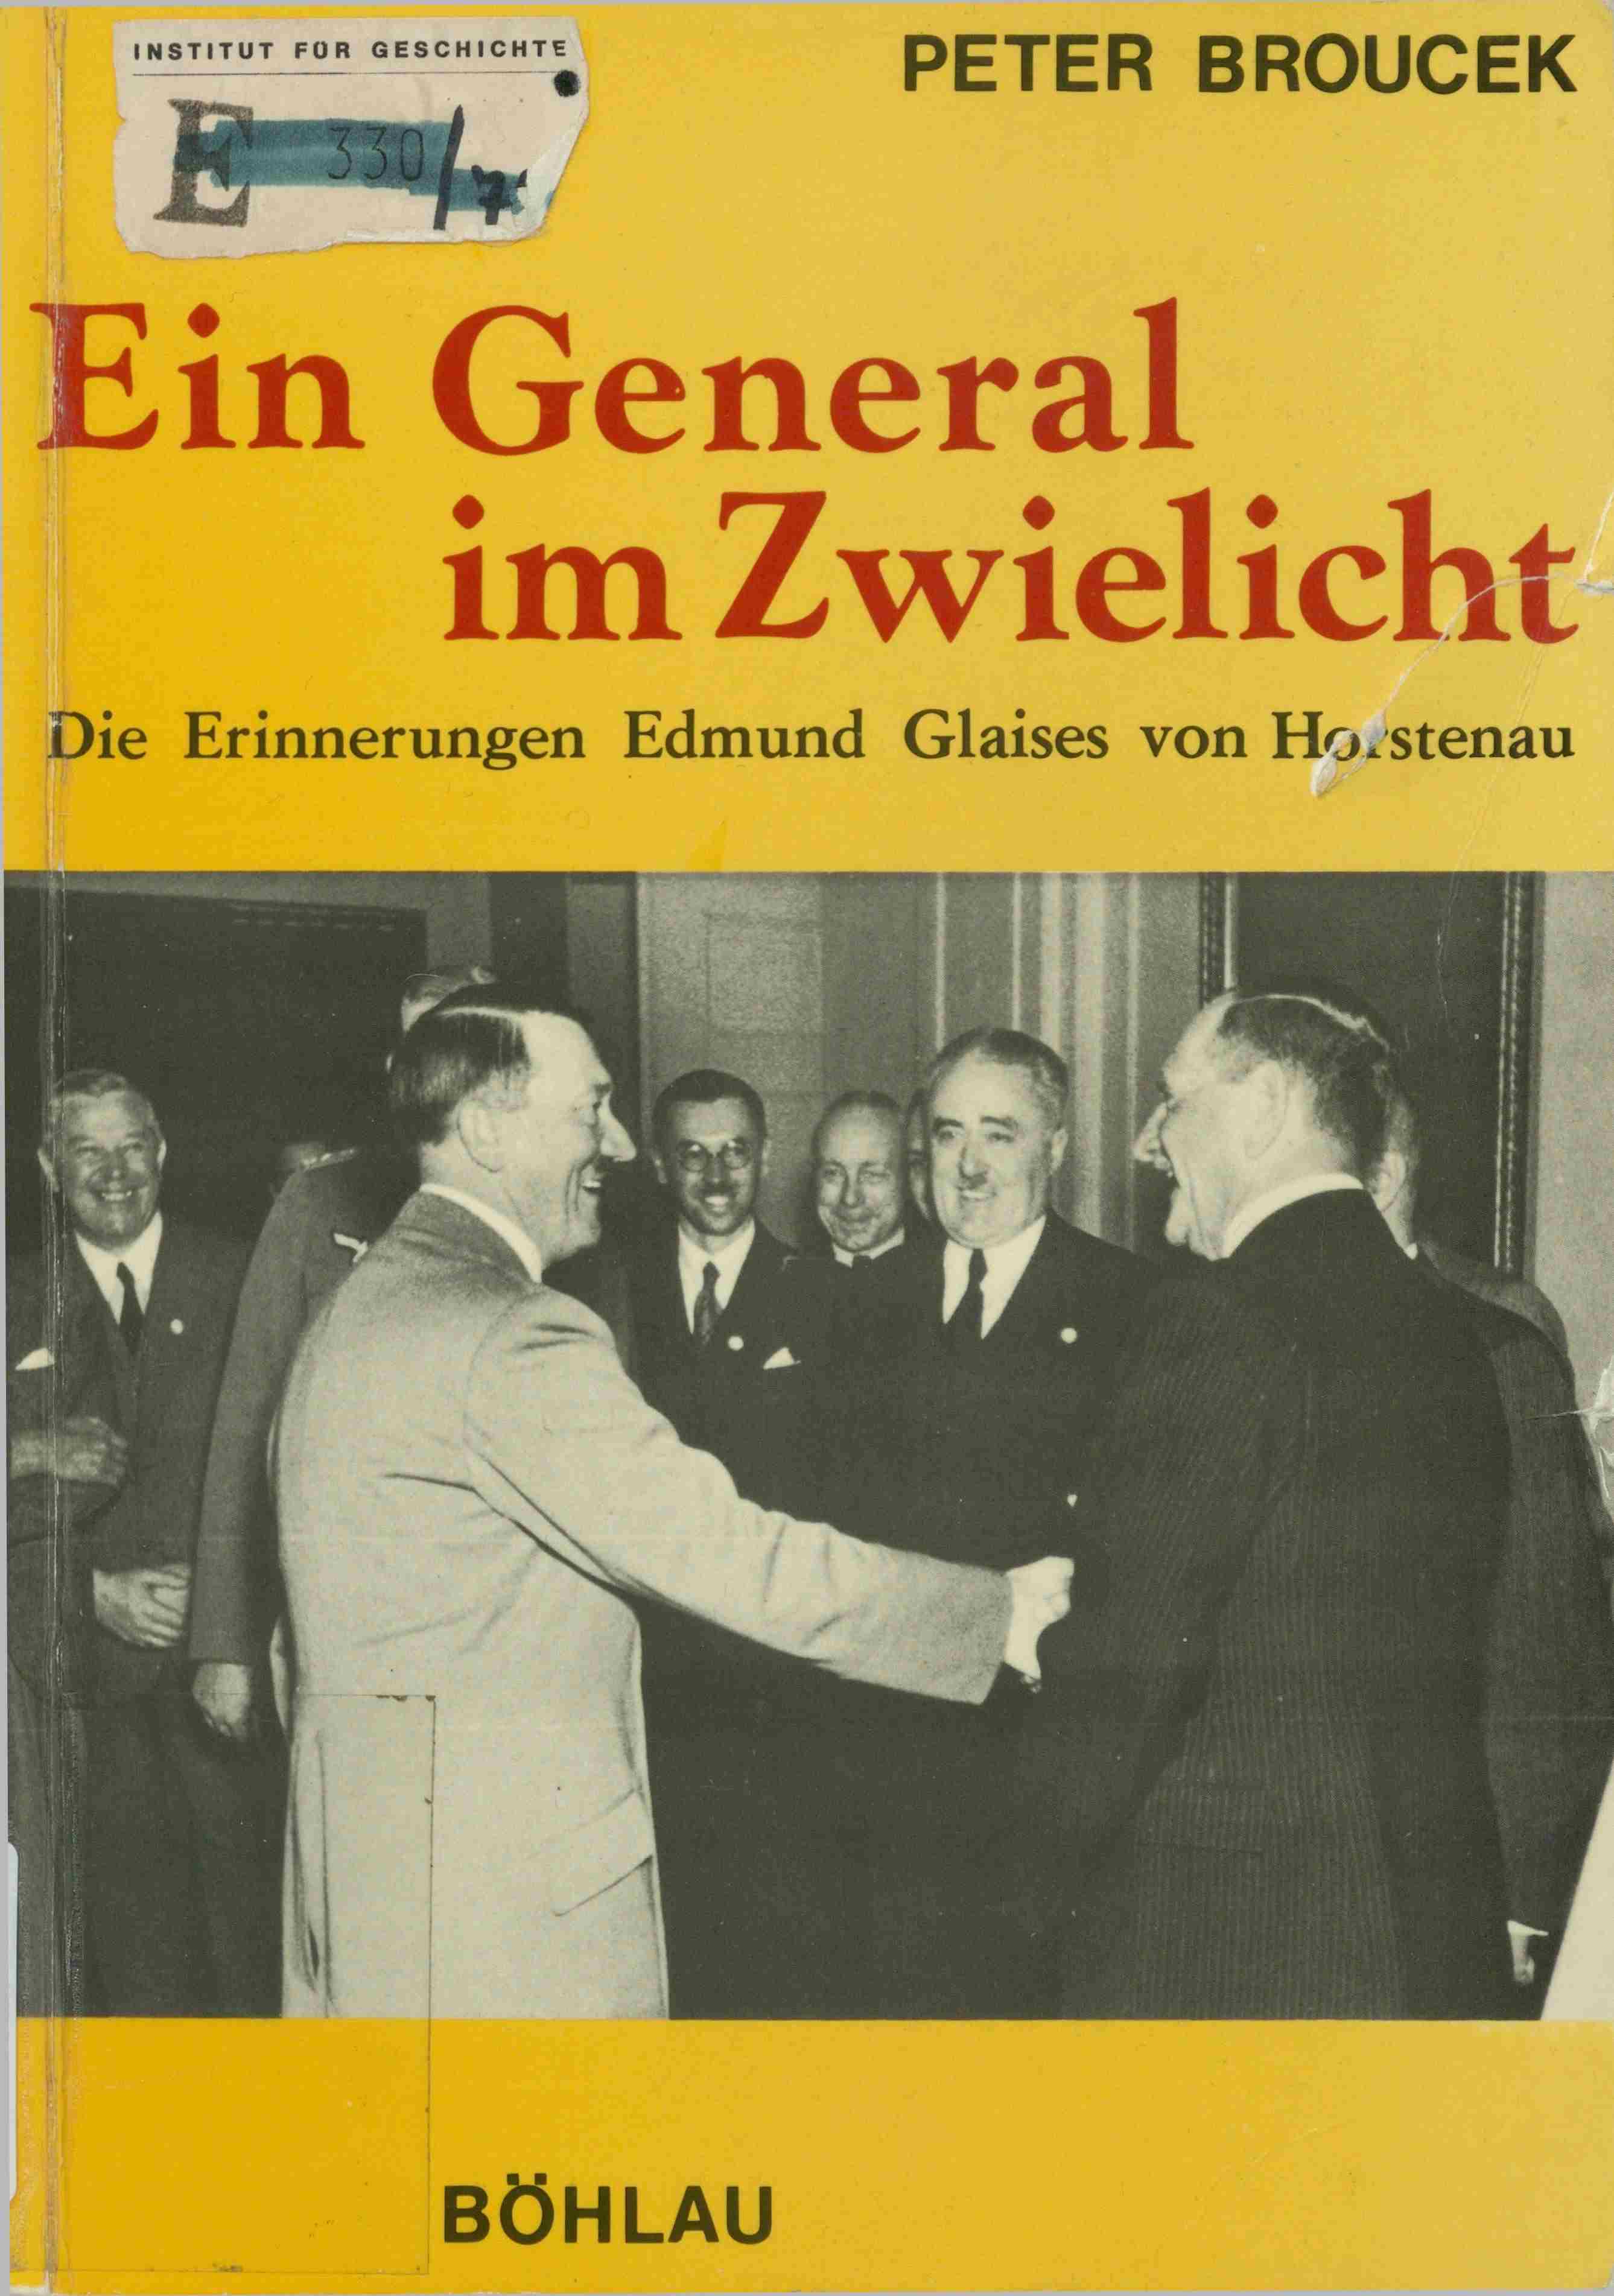 INSTITUT FÜR GESCHICHTE
E 330/7
PETER BROUCEK
Ein General
im Zwielicht
Die Erinnerungen Edmund Glaises von Horstenau
BÖHLAU